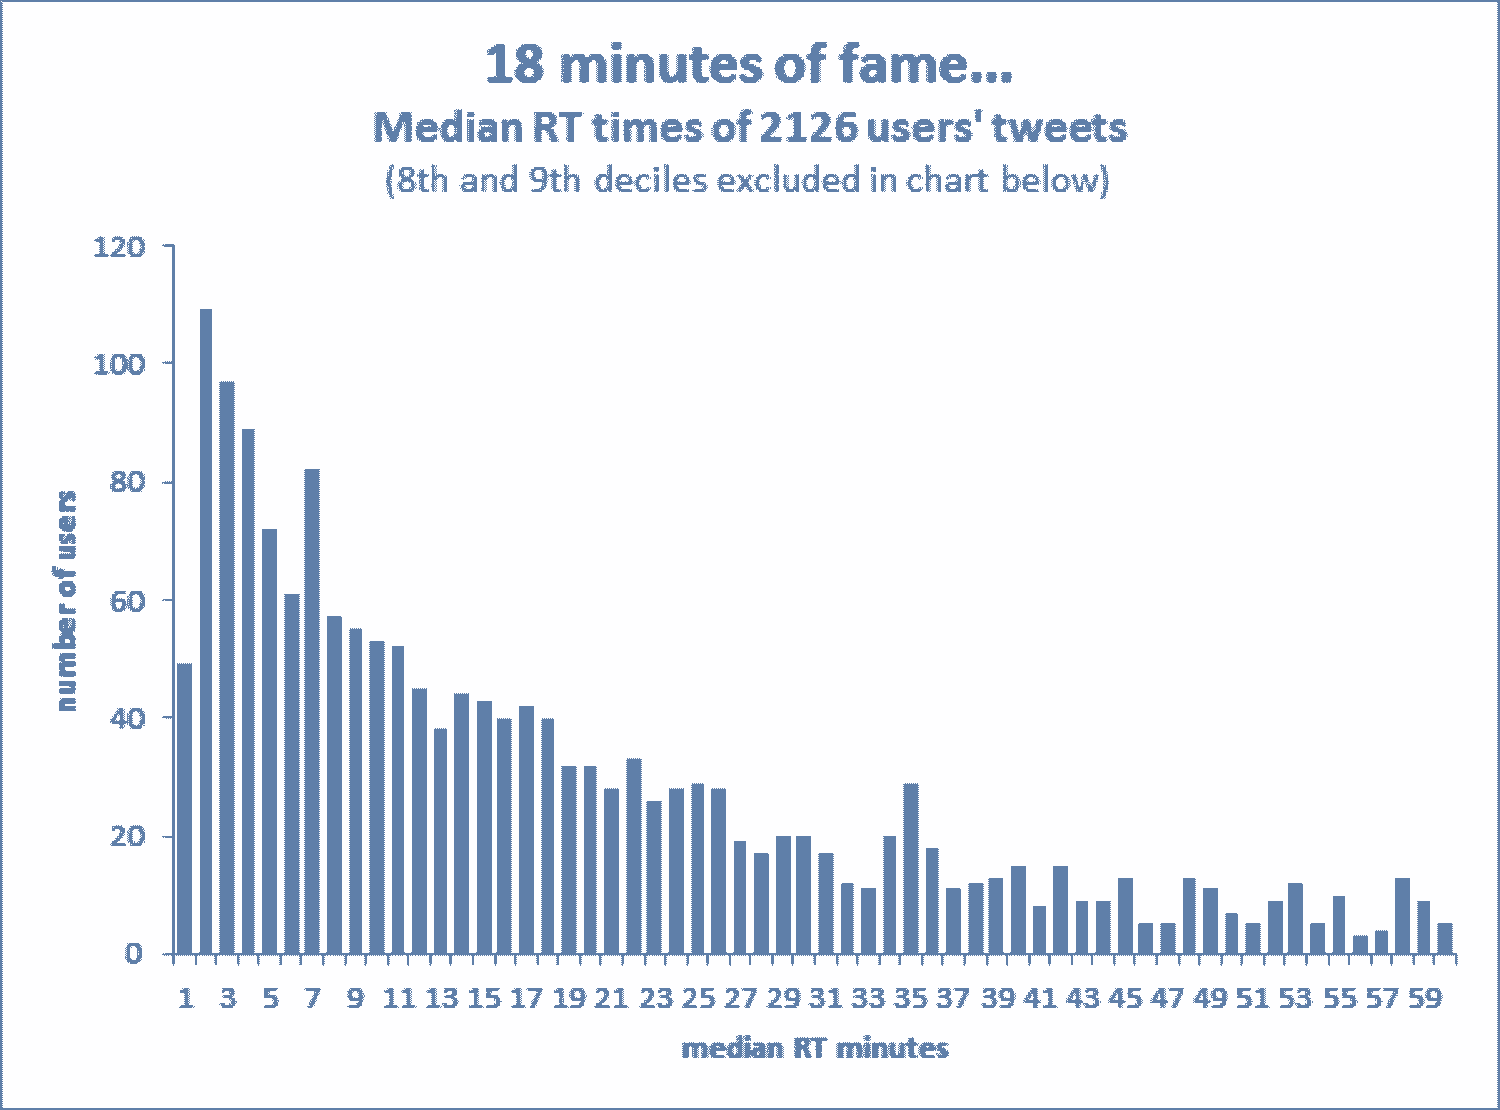 18 minutes of fame...
Median RT times of 2126 users' tweets
(8th and 9th deciles excluded in chart below)
120
100
80
60
40
20
0
number of users
1 3 5 7 9 11 13 15 17 19 21 23 25 27 29 31 33 35 37 39 41 43 45 47 49 51 53 55 57 59
median RT minutes